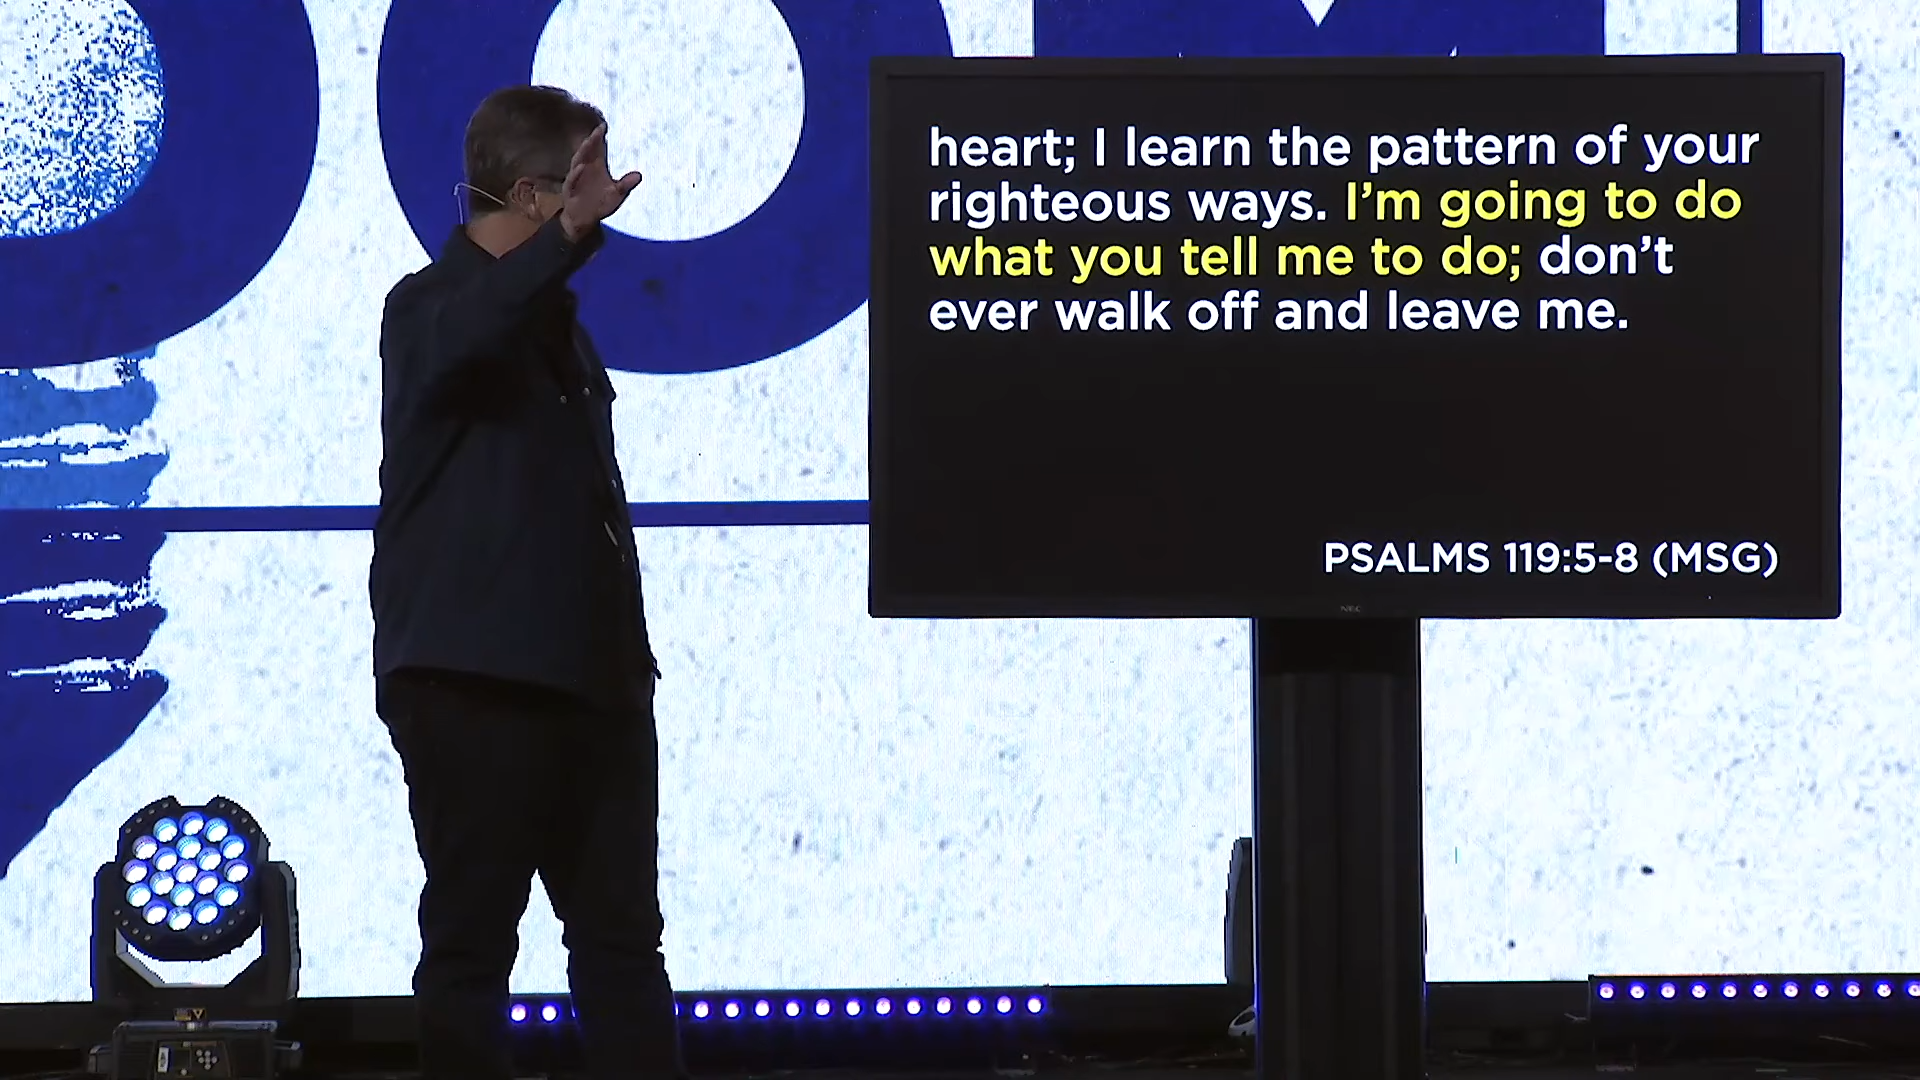 heart; I learn the pattern of your
righteous ways. I'm going to do
what you tell me to do; don't
ever walk off and leave me.
PSALMS 119:5-8 (MSG)
NEC